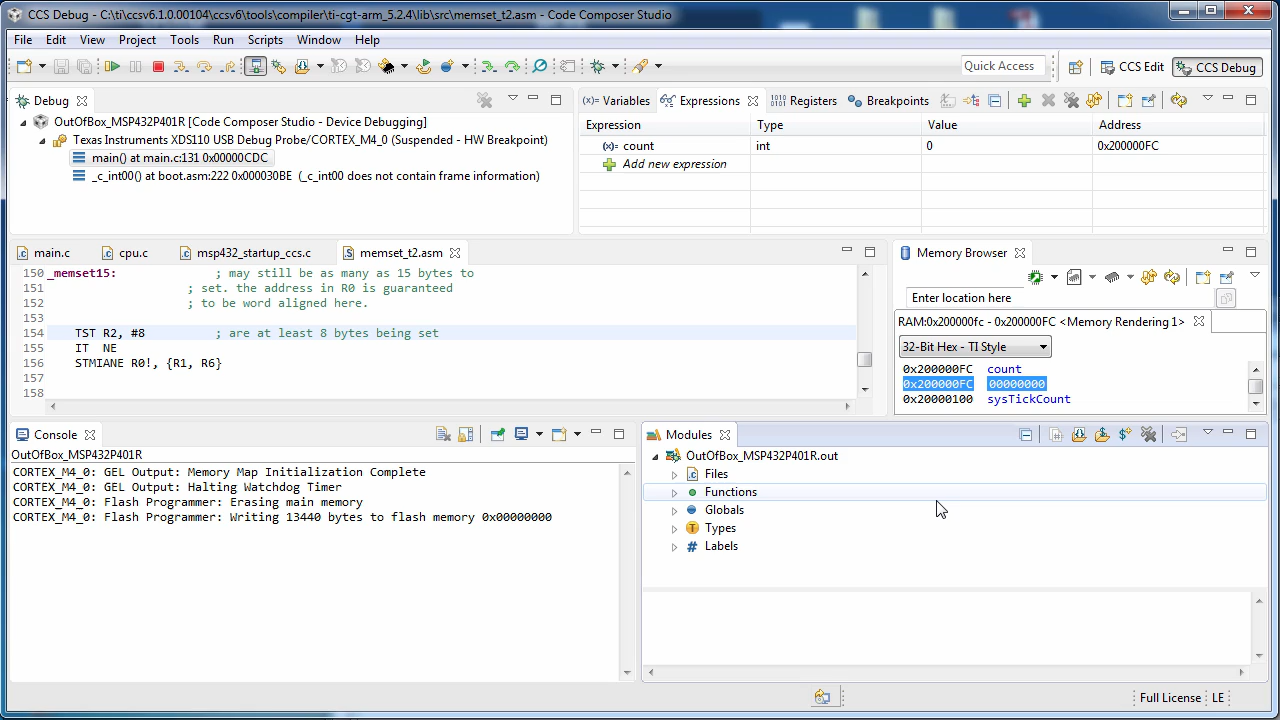 CCS Debug - C:\ti\ccsv6.1.0.00104\ccsv6\tools\compiler\ti-cgt-arm_5.2.4\lib\src\memset_t2.asm - Code Composer Studio
File Edit View Project Tools Run Scripts Window Help
Quick Access CCS Edit CCS Debug
Debug
OutOfBox_MSP432P401R [Code Composer Studio - Device Debugging]
Texas Instruments XDS110 USB Debug Probe/CORTEX_M4_0 (Suspended - HW Breakpoint)
main() at main.c:131 0x00000CDC
_c_int00() at boot.asm:222 0x000030BE (_c_int00 does not contain frame information)
(x)= Variables Expressions Registers Breakpoints
Expression Type Value Address
(x)= count int 0 0x200000FC
Add new expression
main.c cpu.c msp432_startup_ccs.c memset_t2.asm
150 _memset15: ; may still be as many as 15 bytes to
151 ; set. the address in R0 is guaranteed
152 ; to be word aligned here.
153
154 TST R2, #8 ; are at least 8 bytes being set
155 IT NE
156 STMIANE R0!, {R1, R6}
157
158
Memory Browser
Enter location here
RAM:0x200000fc - 0x200000FC <Memory Rendering 1>
32-Bit Hex - TI Style
0x200000FC count
0x200000FC 00000000
0x20000100 sysTickCount
Console
OutOfBox_MSP432P401R
CORTEX_M4_0: GEL Output: Memory Map Initialization Complete
CORTEX_M4_0: GEL Output: Halting Watchdog Timer
CORTEX_M4_0: Flash Programmer: Erasing main memory
CORTEX_M4_0: Flash Programmer: Writing 13440 bytes to flash memory 0x00000000
Modules
OutOfBox_MSP432P401R.out
Files
Functions
Globals
Types
Labels
Full License LE